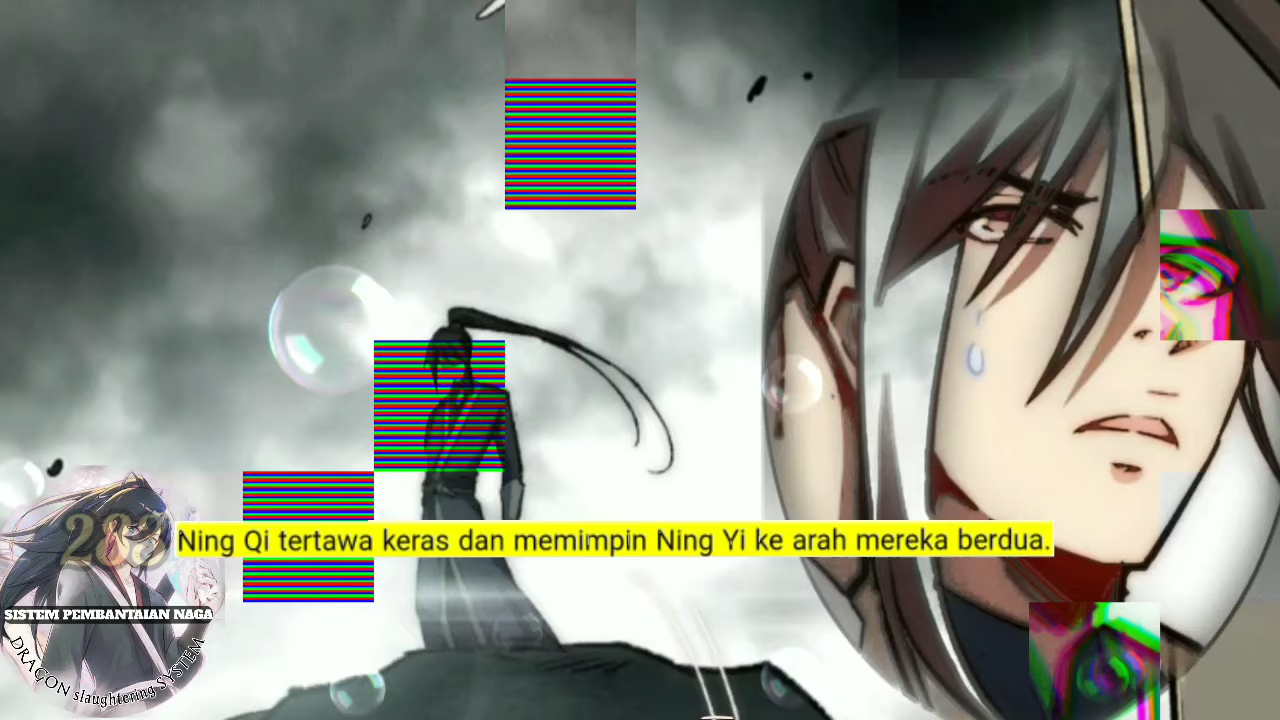 Ning Qi tertawa keras dan memimpin Ning Yi ke arah mereka berdua.
SISTEM PEMBANTAIAN NAGA
DRAGON slaughtering SYSTEM